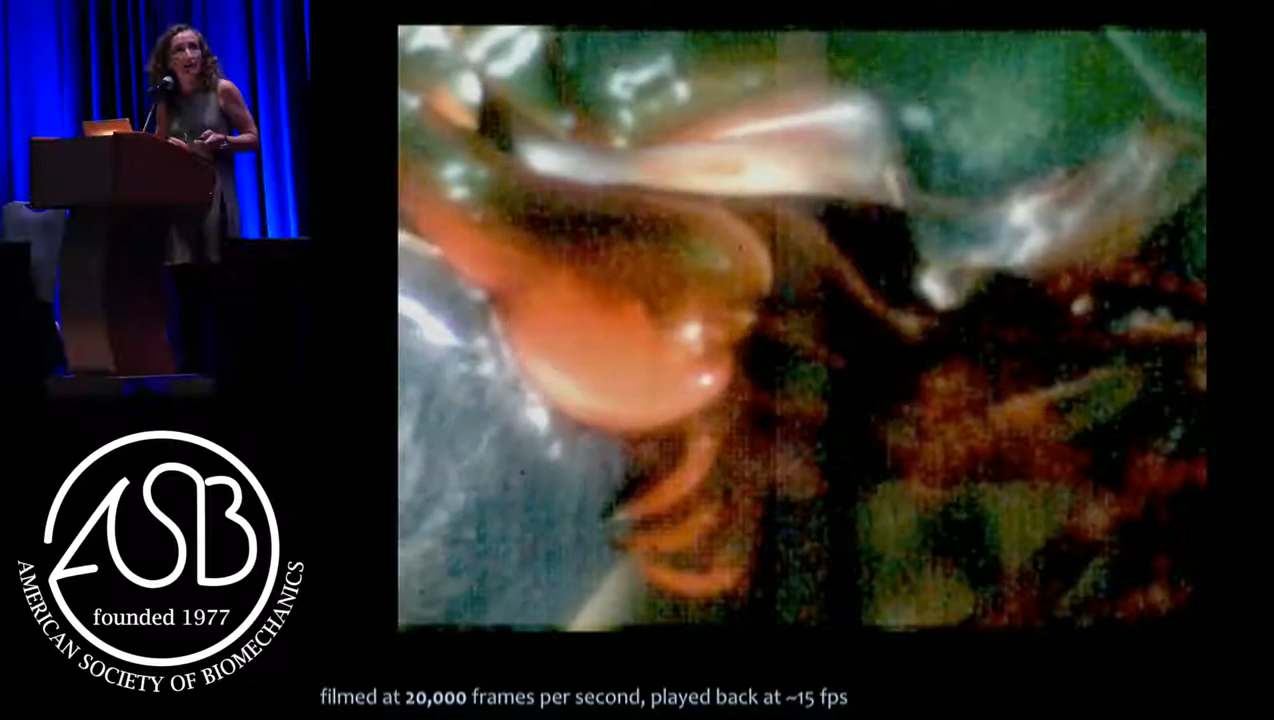 ASB
founded 1977
AMERICAN SOCIETY OF BIOMECHANICS
filmed at 20,000 frames per second, played back at ~15 fps